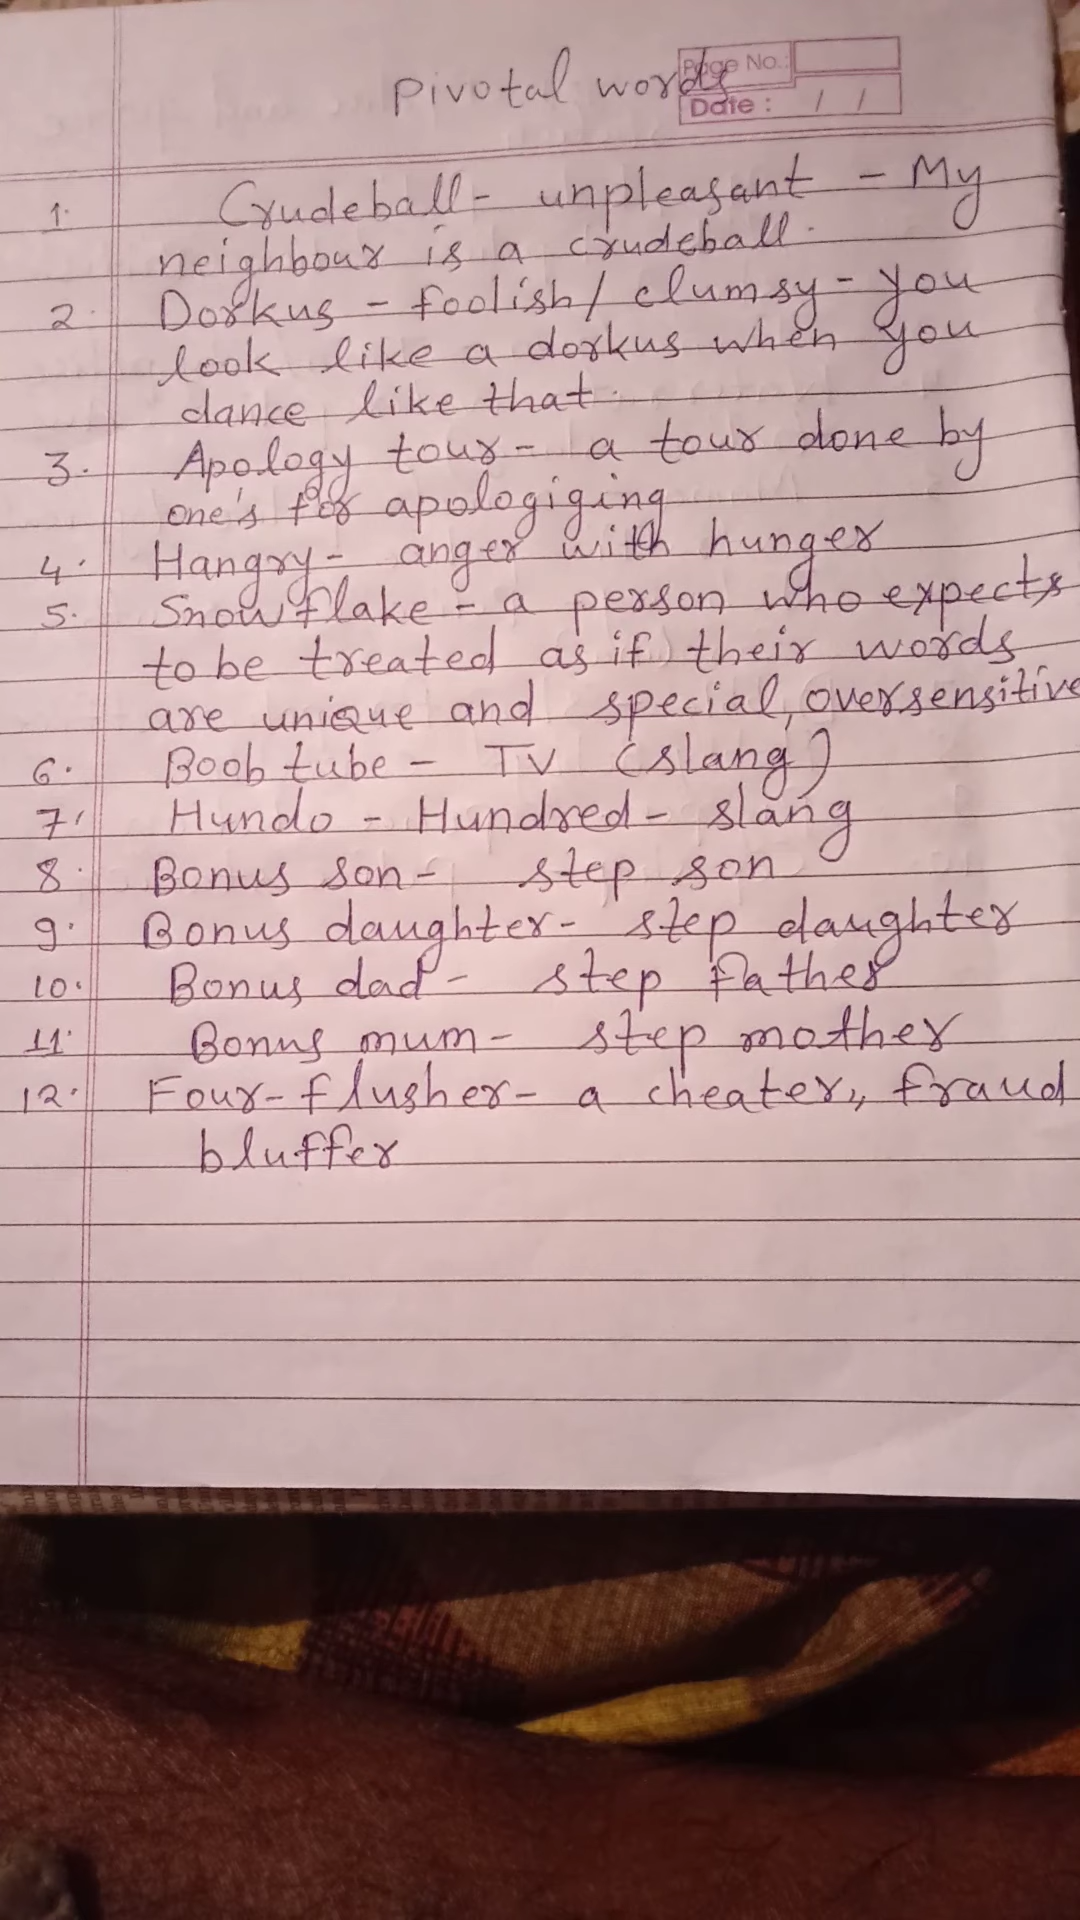 Pivotal words
Page No.:
Date : / /
1. Crudeball - unpleasant - My
neighbour is a crudeball.
2. Dorkus - foolish / clumsy - you
look like a dorkus when you
dance like that.
3. Apology tour - a tour done by
one's for apologiging
4. Hangry - anger with hunger
5. Snowflake - a person who expects
to be treated as if their words
are unique and special, oversensitive
6. Boob tube - TV (slang)
7. Hundo - Hundred - slang
8. Bonus son - step son
9. Bonus daughter - step daughter
10. Bonus dad - step father
11. Bonus mum - step mother
12. Four-flusher - a cheater, fraud
bluffer